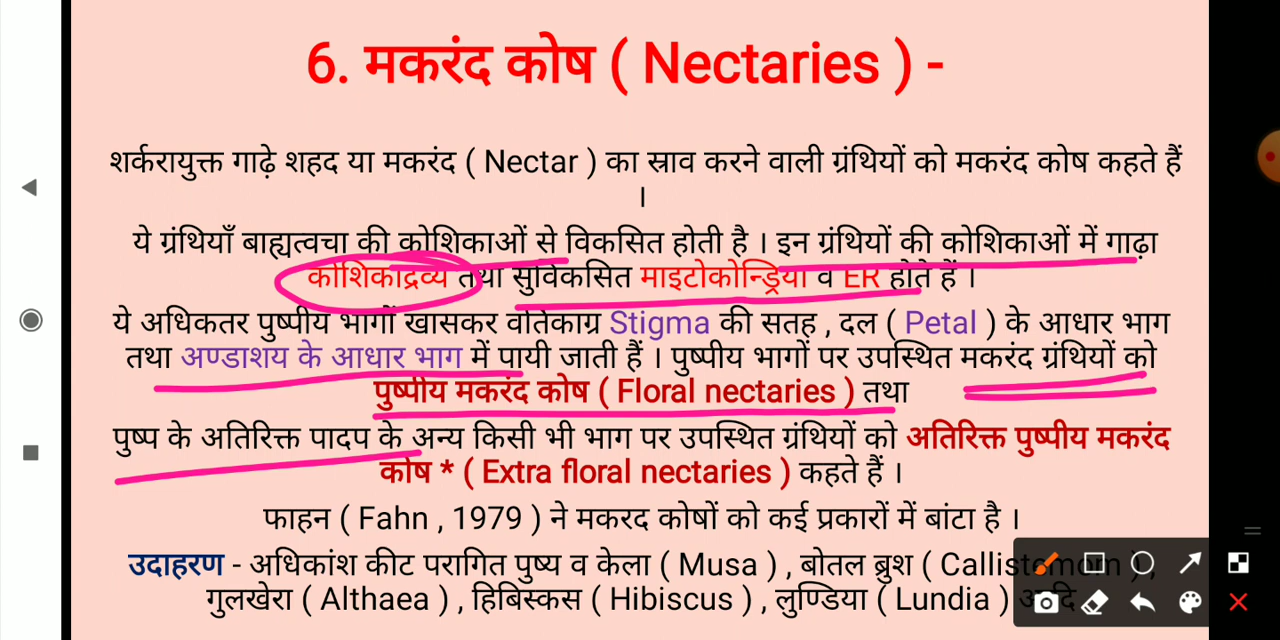 6. मकरंद कोष ( Nectaries ) -
शर्करायुक्त गाढ़े शहद या मकरंद ( Nectar ) का स्राव करने वाली ग्रंथियों को मकरंद कोष कहते हैं
।
ये ग्रंथियाँ बाह्यत्वचा की कोशिकाओं से विकसित होती है । इन ग्रंथियों की कोशिकाओं में गाढ़ा
कोशिकाद्रव्य तथा सुविकसित माइटोकोन्ड्रिया व ER होते हैं ।
ये अधिकतर पुष्पीय भागों खासकर वर्तिकाग्र Stigma की सतह , दल ( Petal ) के आधार भाग
तथा अण्डाशय के आधार भाग में पायी जाती हैं । पुष्पीय भागों पर उपस्थित मकरंद ग्रंथियों को
पुष्पीय मकरंद कोष ( Floral nectaries ) तथा
पुष्प के अतिरिक्त पादप के अन्य किसी भी भाग पर उपस्थित ग्रंथियों को अतिरिक्त पुष्पीय मकरंद
कोष * ( Extra floral nectaries ) कहते हैं ।
फाहन ( Fahn , 1979 ) ने मकरद कोषों को कई प्रकारों में बांटा है ।
उदाहरण - अधिकांश कीट परागित पुष्प व केला ( Musa ) , बोतल ब्रुश ( Callistemom ) ,
गुलखेरा ( Althaea ) , हिबिस्कस ( Hibiscus ) , लुण्डिया ( Lundia ) आदि